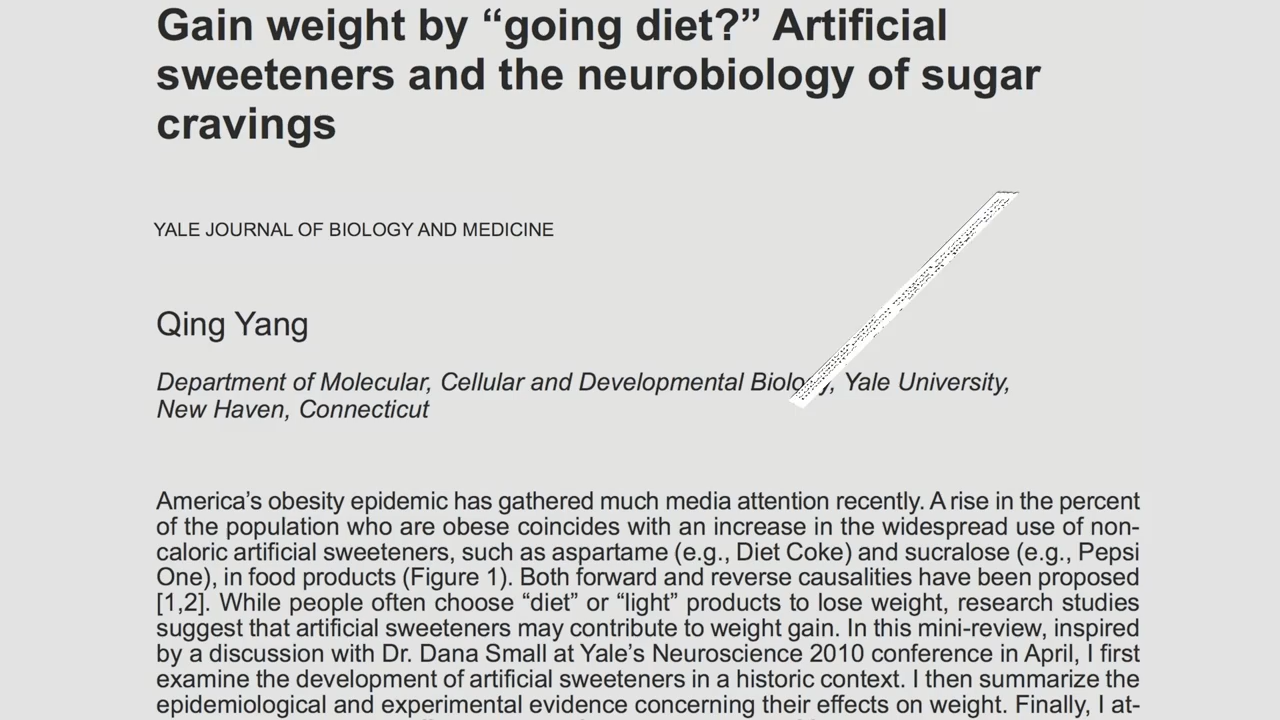 Gain weight by “going diet?” Artificial
sweeteners and the neurobiology of sugar
cravings
YALE JOURNAL OF BIOLOGY AND MEDICINE
Qing Yang
Department of Molecular, Cellular and Developmental Biology, Yale University,
New Haven, Connecticut
America’s obesity epidemic has gathered much media attention recently. A rise in the percent
of the population who are obese coincides with an increase in the widespread use of non-
caloric artificial sweeteners, such as aspartame (e.g., Diet Coke) and sucralose (e.g., Pepsi
One), in food products (Figure 1). Both forward and reverse causalities have been proposed
[1,2]. While people often choose “diet” or “light” products to lose weight, research studies
suggest that artificial sweeteners may contribute to weight gain. In this mini-review, inspired
by a discussion with Dr. Dana Small at Yale’s Neuroscience 2010 conference in April, I first
examine the development of artificial sweeteners in a historic context. I then summarize the
epidemiological and experimental evidence concerning their effects on weight. Finally, I at-